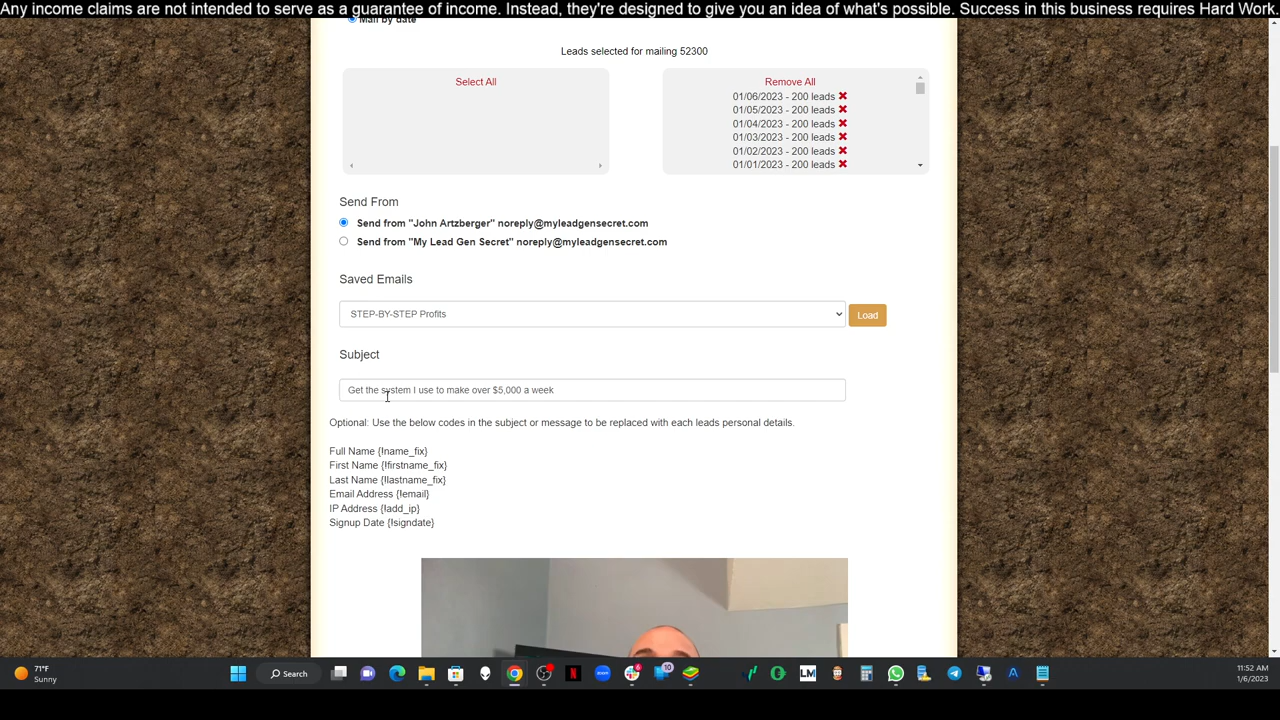 Any income claims are not intended to serve as a guarantee of income. Instead, they're designed to give you an idea of what's possible. Success in this business requires Hard Work.
Mail by date
Leads selected for mailing 52300
Select All
Remove All
01/06/2023 - 200 leads
01/05/2023 - 200 leads
01/04/2023 - 200 leads
01/03/2023 - 200 leads
01/02/2023 - 200 leads
01/01/2023 - 200 leads
Send From
Send from "John Artzberger" noreply@myleadgensecret.com
Send from "My Lead Gen Secret" noreply@myleadgensecret.com
Saved Emails
STEP-BY-STEP Profits
Load
Subject
Get the system I use to make over $5,000 a week
Optional: Use the below codes in the subject or message to be replaced with each leads personal details.
Full Name {!name_fix}
First Name {!firstname_fix}
Last Name {!lastname_fix}
Email Address {!email}
IP Address {!add_ip}
Signup Date {!signdate}
71°F
Sunny
Search
zoom
6
10
LM
11:52 AM
1/6/2023